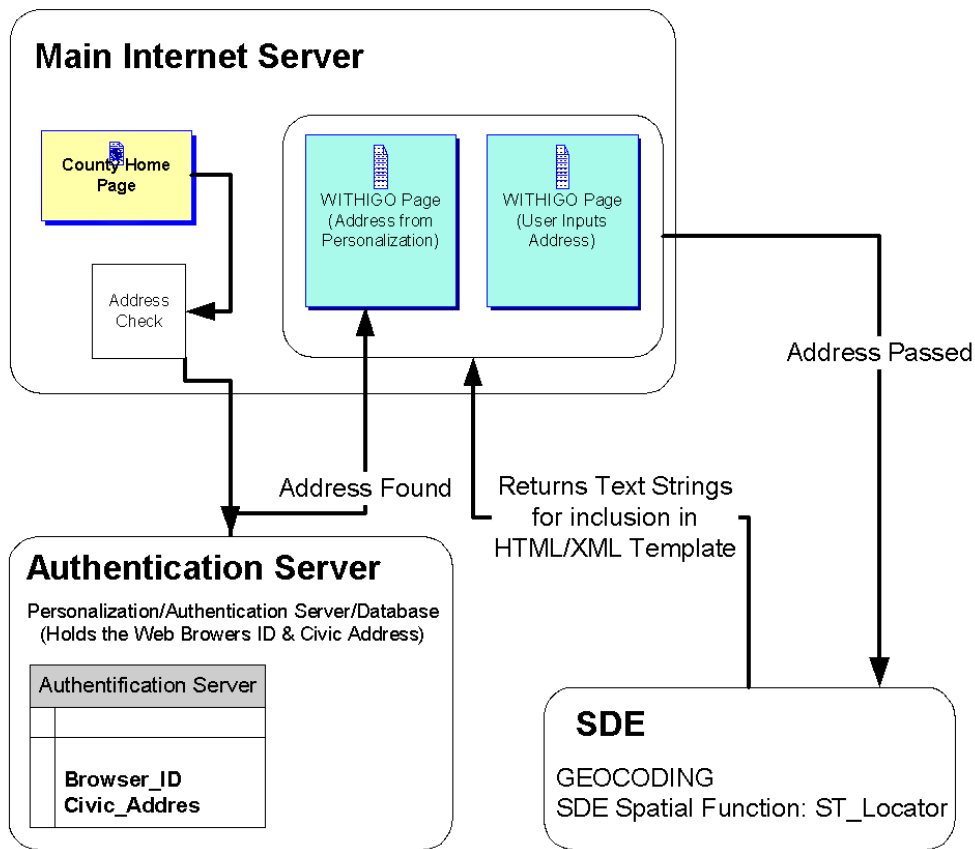 Main Internet Server
County Home
Page
WITHIGO Page
(Address from
Personalization)
WITHIGO Page
(User Inputs
Address)
Address
Check
Address Passed
Address Found
Returns Text Strings
for inclusion in
HTML/XML Template
Authentication Server
Personalization/Authentication Server/Database
(Holds the Web Browers ID & Civic Address)
Authentification Server
Browser_ID
Civic_Addres
SDE
GEOCODING
SDE Spatial Function: ST_Locator